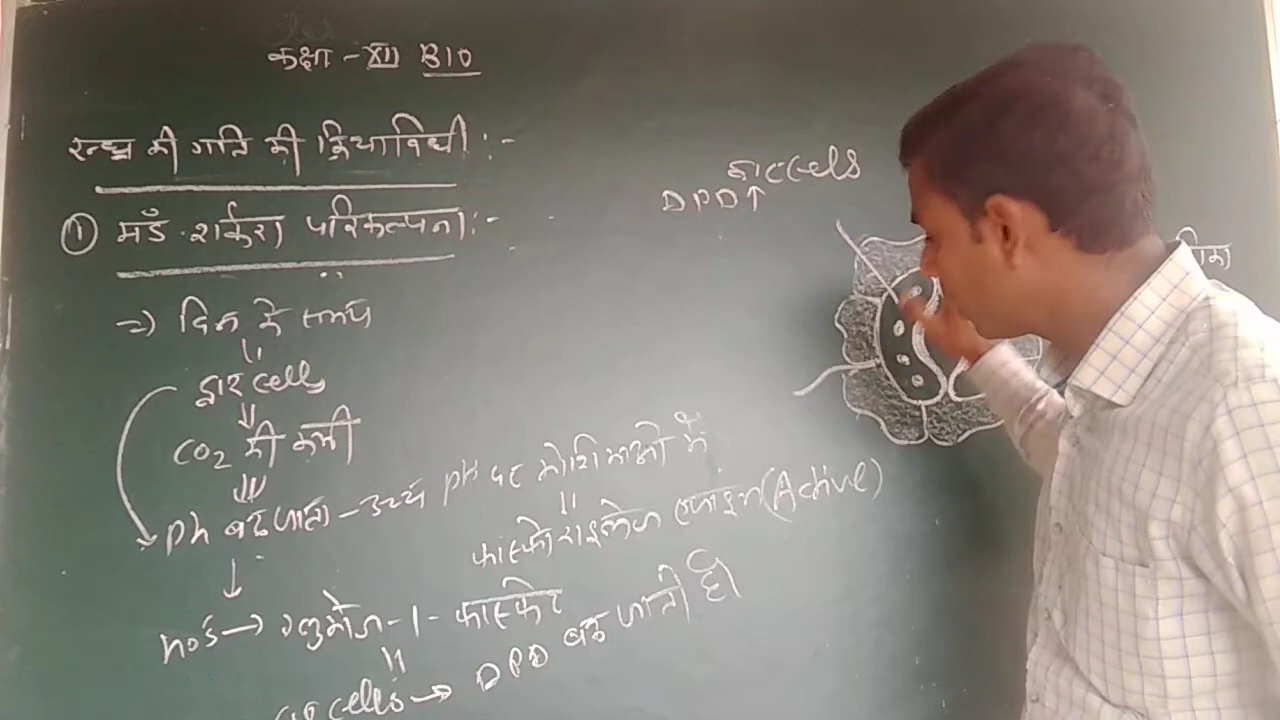 कक्षा - XII BIO
रन्ध्र की गति की क्रियाविधी :-
① मंड शर्करा परिकल्पना :-
=) दिन के समय
द्वार cells
CO2 की कमी
Ph बढ़ जाता - उच्च pH पर कोशिकाओं में
फास्फोराइलेज एन्जाइम (Active)
मंड → ग्लुकोज - 1 - फास्फेट
द्वार cells → DPD बढ़ जाती है।
द्वार cells
DPD↑